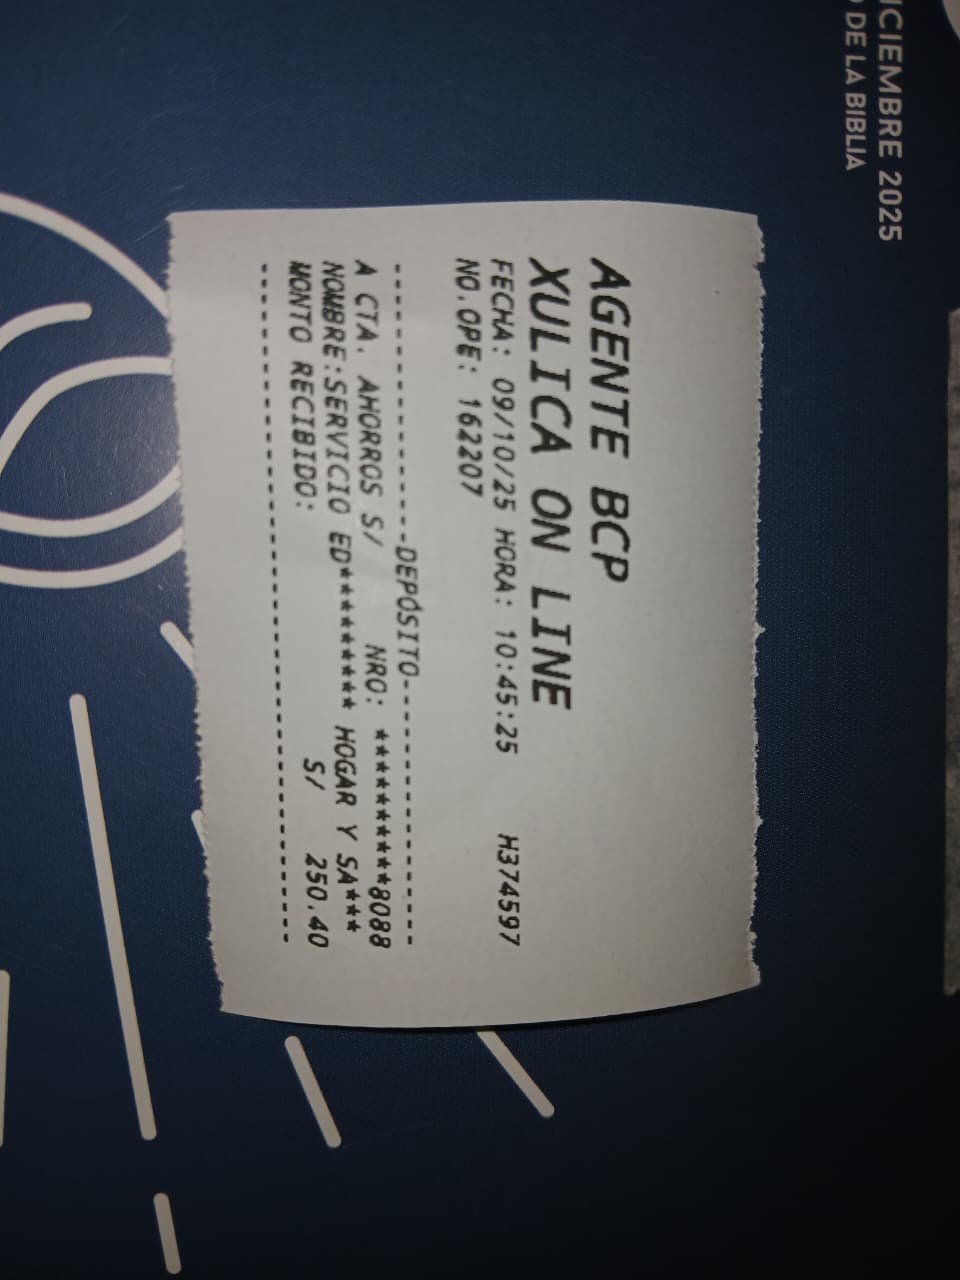 ICIEMBRE 2025
DE LA BIBLIA
AGENTE BCP
XULICA ON LINE
FECHA: 09/10/25 HORA: 10:45:25 H374597
NO.OPE: 162207
------------------DEPÓSITO------------------
A CTA. AHORROS S/ NRO: **********8088
NOMBRE:SERVICIO ED********** HOGAR Y SA***
MONTO RECIBIDO: S/ 250.40
--------------------------------------------